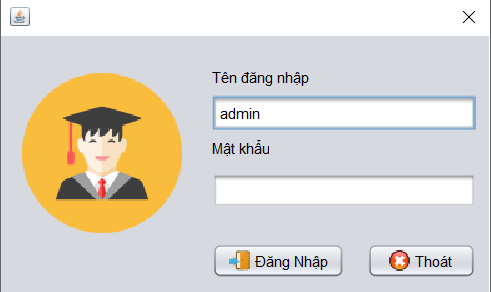 Tên đăng nhập
admin
Mật khẩu
Đăng Nhập
Thoát